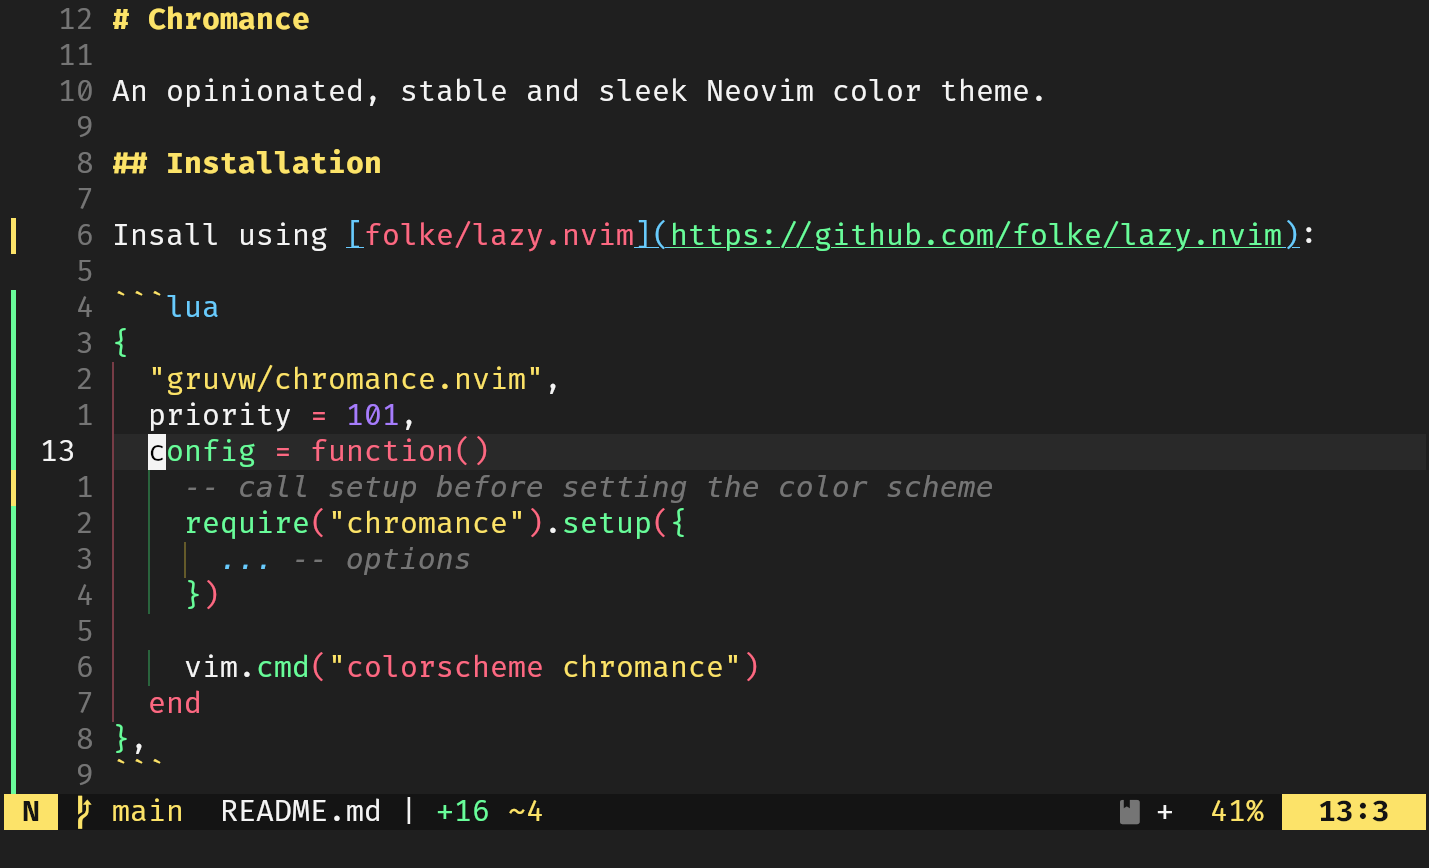 12 # Chromance
11
10 An opinionated, stable and sleek Neovim color theme.
9
8 ## Installation
7
6 Insall using [folke/lazy.nvim](https://github.com/folke/lazy.nvim):
5
4 ```lua
3 {
2   "gruvw/chromance.nvim",
1   priority = 101,
13   config = function()
1     -- call setup before setting the color scheme
2     require("chromance").setup({
3       ... -- options
4     })
5
6     vim.cmd("colorscheme chromance")
7   end
8 },
9 ```
N main README.md | +16 ~4 + 41% 13:3